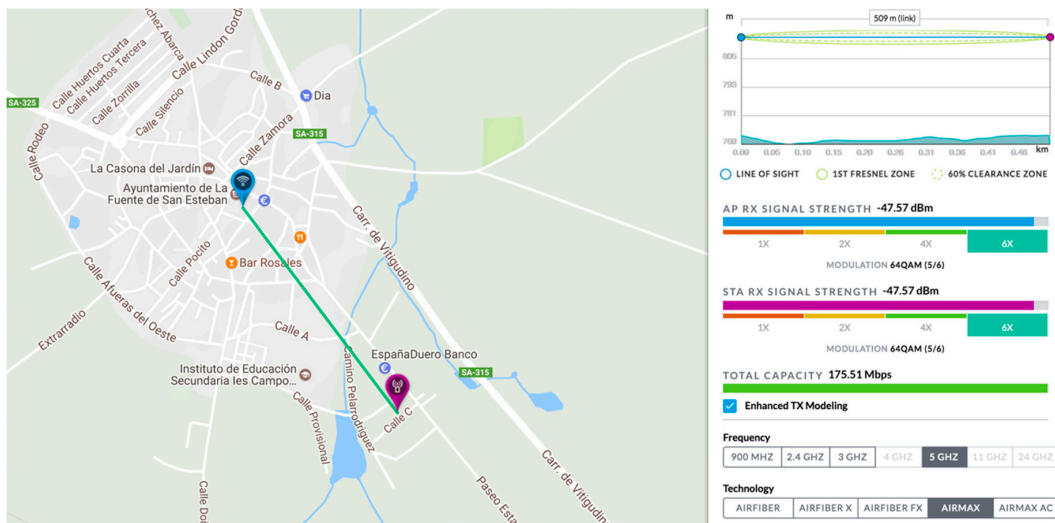 Chez Abarca
Calle Lindon Gord
Calle Huertos Cuarta
Calle Huertos Tercera
Calle Zorrilla
Calle Silencio
Calle B
Dia
SA-325
SA-315
Calle Zamora
Calle Rodeo
La Casona del Jardín
Ayuntamiento de La
Fuente de San Esteban
Carr. de Vitigudino
Bar Rosales
Calle Pocito
Calle Afueras del Oeste
Extrarradio
Calle A
EspañaDuero Banco
SA-315
Instituto de Educación
Secundaria Ies Campo...
Camino Pelarrodriguez
Calle C
Calle Provisional
Carr. de Vitigudino
Calle Do
Paseo Esta
m
509 m (link)
805
793
781
km
0.00 0.05 0.10 0.15 0.20 0.26 0.31 0.36 0.41 0.46
LINE OF SIGHT 1ST FRESNEL ZONE 60% CLEARANCE ZONE
AP RX SIGNAL STRENGTH -47.57 dBm
1X 2X 4X 6X
MODULATION 64QAM (5/6)
STA RX SIGNAL STRENGTH -47.57 dBm
1X 2X 4X 6X
MODULATION 64QAM (5/6)
TOTAL CAPACITY 175.51 Mbps
Enhanced TX Modeling
Frequency
900 MHZ 2.4 GHZ 3 GHZ 4 GHZ 5 GHZ 11 GHZ 24 GHZ
Technology
AIRFIBER AIRFIBER X AIRFIBER FX AIRMAX AIRMAX AC